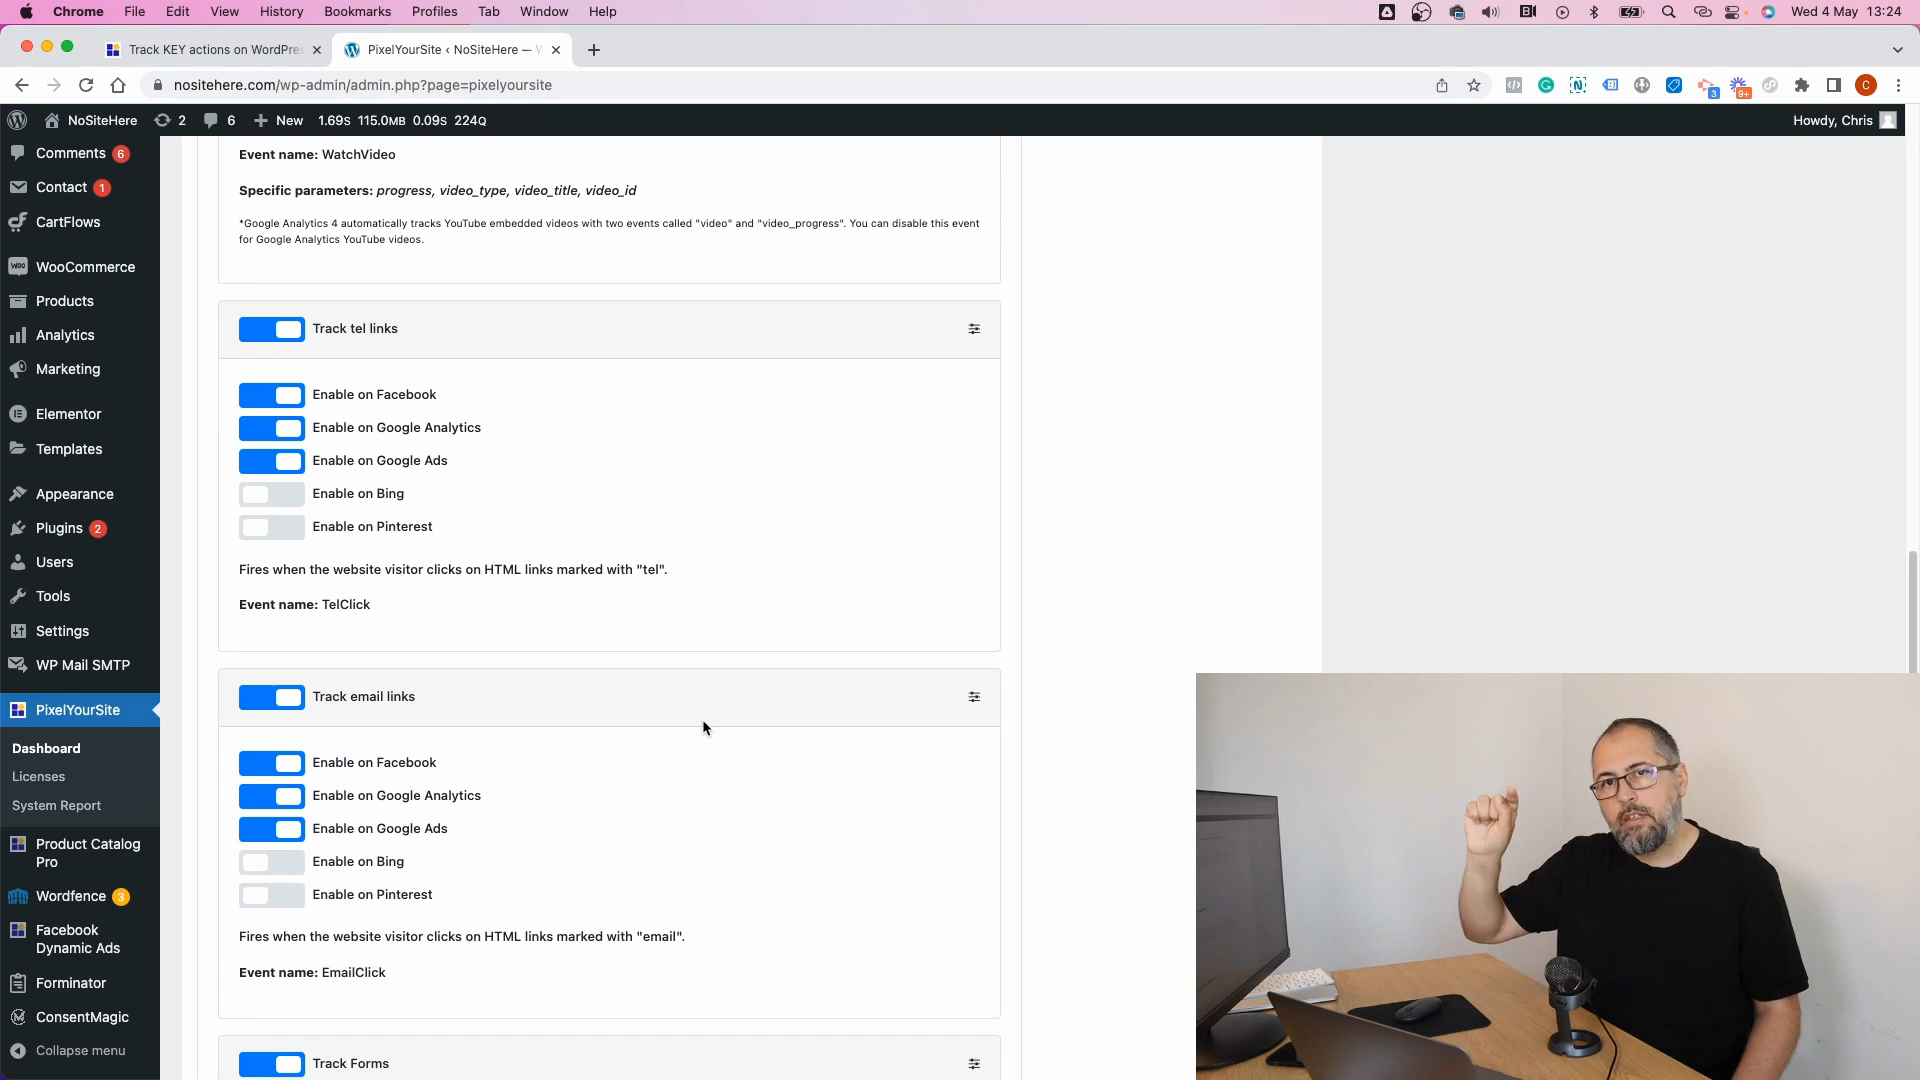 Chrome File Edit View History Bookmarks Profiles Tab Window Help
Wed 4 May 13:24
Track KEY actions on WordPres
PixelYourSite ‹ NoSiteHere — W
nositehere.com/wp-admin/admin.php?page=pixelyoursite
3
9+
C
NoSiteHere 2 6 New 1.69S 115.0MB 0.09S 224Q
Howdy, Chris
Comments 6
Contact 1
CartFlows
WooCommerce
Products
Analytics
Marketing
Elementor
Templates
Appearance
Plugins 2
Users
Tools
Settings
WP Mail SMTP
PixelYourSite
Dashboard
Licenses
System Report
Product Catalog
Pro
Wordfence 3
Facebook
Dynamic Ads
Forminator
ConsentMagic
Collapse menu
Event name: WatchVideo
Specific parameters: progress, video_type, video_title, video_id
*Google Analytics 4 automatically tracks YouTube embedded videos with two events called "video" and "video_progress". You can disable this event
for Google Analytics YouTube videos.
Track tel links
Enable on Facebook
Enable on Google Analytics
Enable on Google Ads
Enable on Bing
Enable on Pinterest
Fires when the website visitor clicks on HTML links marked with "tel".
Event name: TelClick
Track email links
Enable on Facebook
Enable on Google Analytics
Enable on Google Ads
Enable on Bing
Enable on Pinterest
Fires when the website visitor clicks on HTML links marked with "email".
Event name: EmailClick
Track Forms